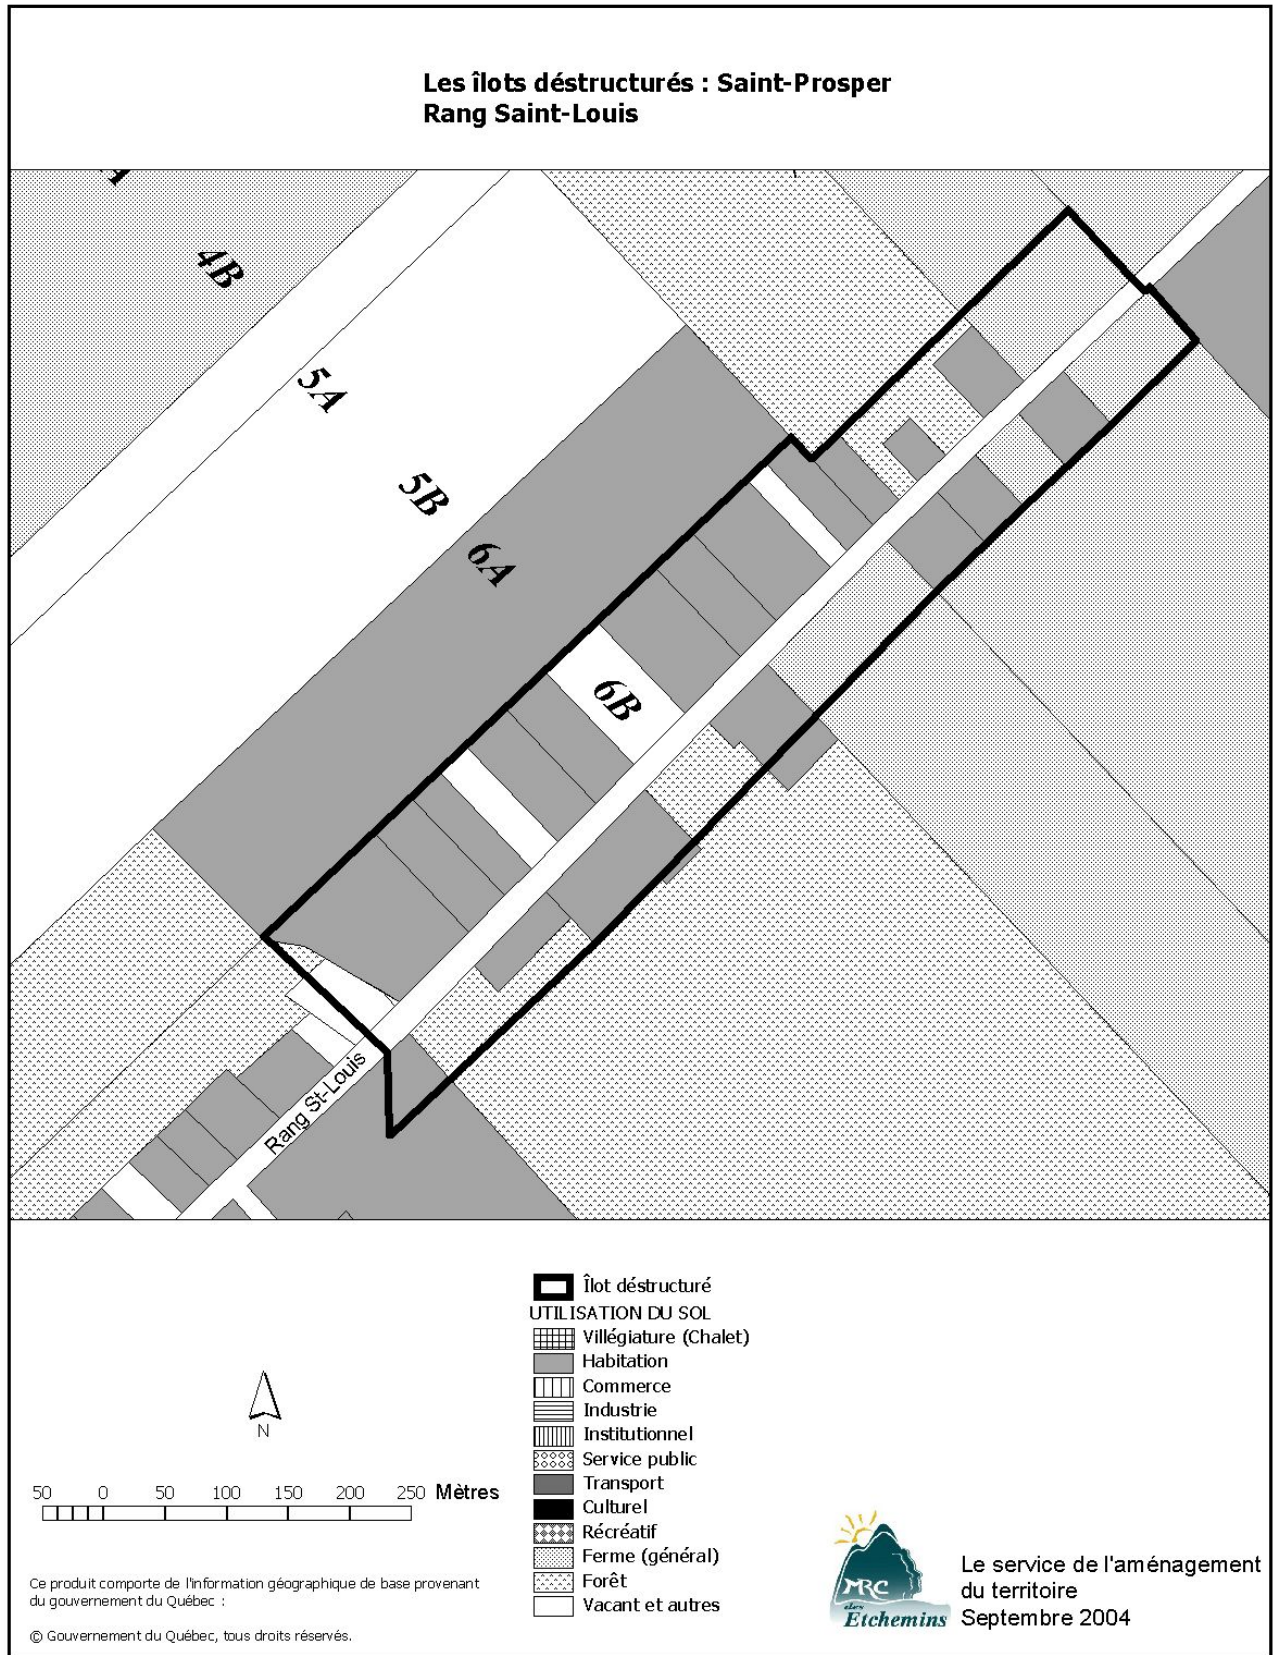 Les îlots déstructurés : Saint-Prosper
Rang Saint-Louis
4B
5A
5B
6A
6B
Rang St-Louis
Îlot déstructuré
UTILISATION DU SOL
Villégiature (Chalet)
Habitation
Commerce
Industrie
Institutionnel
Service public
Transport
Culturel
Récréatif
Ferme (général)
Forêt
Vacant et autres
N
50 0 50 100 150 200 250 Mètres
Ce produit comporte de l'information géographique de base provenant
du gouvernement du Québec :
© Gouvernement du Québec, tous droits réservés.
MRC
des
Etchemins
Le service de l'aménagement
du territoire
Septembre 2004